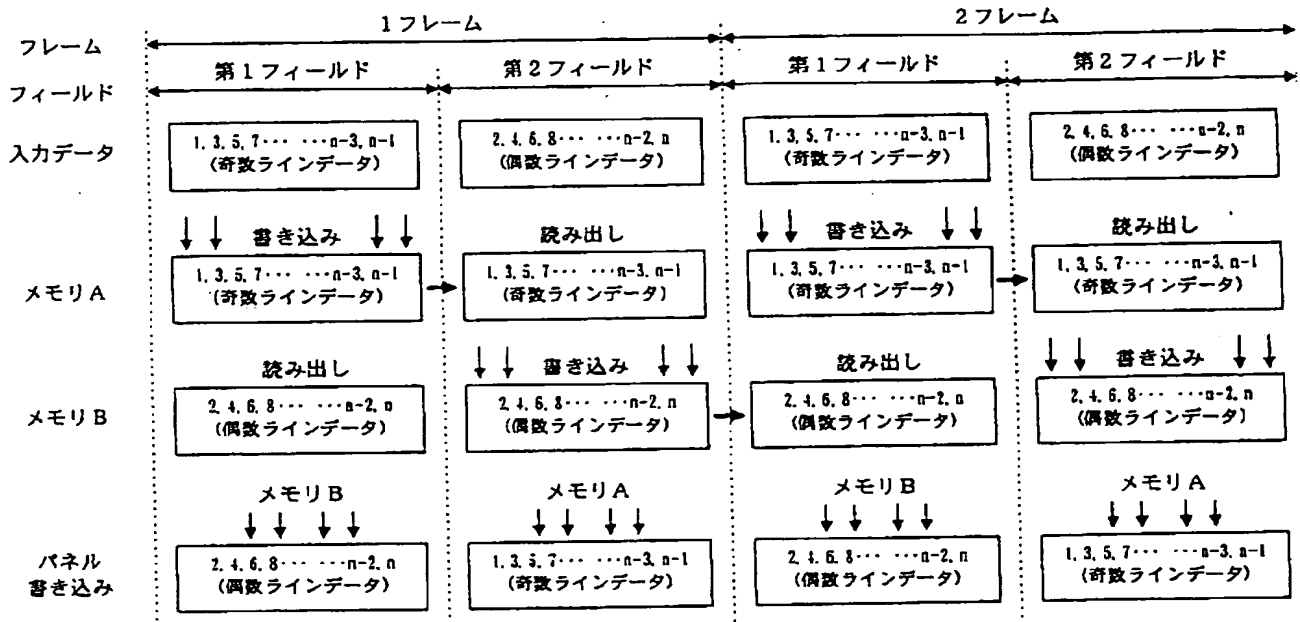 1フレーム
2フレーム
フレーム
第1フィールド
第2フィールド
第1フィールド
第2フィールド
フィールド
入力データ
1, 3, 5, 7‥‥ ‥‥n-3, n-1
(奇数ラインデータ)
2, 4, 6, 8‥‥ ‥‥n-2, n
(偶数ラインデータ)
1, 3, 5, 7‥‥ ‥‥n-3, n-1
(奇数ラインデータ)
2, 4, 6, 8‥‥ ‥‥n-2, n
(偶数ラインデータ)
書き込み
読み出し
書き込み
読み出し
メモリA
1, 3, 5, 7‥‥ ‥‥n-3, n-1
(奇数ラインデータ)
1, 3, 5, 7‥‥ ‥‥n-3, n-1
(奇数ラインデータ)
1, 3, 5, 7‥‥ ‥‥n-3, n-1
(奇数ラインデータ)
1, 3, 5, 7‥‥ ‥‥n-3, n-1
(奇数ラインデータ)
読み出し
書き込み
読み出し
書き込み
メモリB
2, 4, 6, 8‥‥ ‥‥n-2, n
(偶数ラインデータ)
2, 4, 6, 8‥‥ ‥‥n-2, n
(偶数ラインデータ)
2, 4, 6, 8‥‥ ‥‥n-2, n
(偶数ラインデータ)
2, 4, 6, 8‥‥ ‥‥n-2, n
(偶数ラインデータ)
メモリB
メモリA
メモリB
メモリA
パネル
書き込み
2, 4, 6, 8‥‥ ‥‥n-2, n
(偶数ラインデータ)
1, 3, 5, 7‥‥ ‥‥n-3, n-1
(奇数ラインデータ)
2, 4, 6, 8‥‥ ‥‥n-2, n
(偶数ラインデータ)
1, 3, 5, 7‥‥ ‥‥n-3, n-1
(奇数ラインデータ)